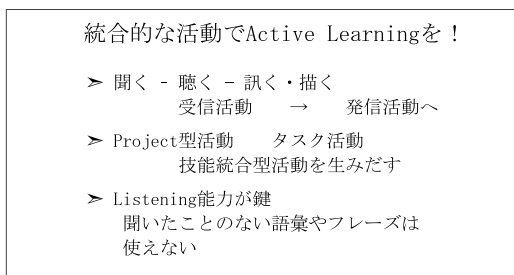 統合的な活動でActive Learningを！
➢ 聞く - 聴く – 訊く・描く
受信活動　→　発信活動へ
➢ Project型活動　タスク活動
技能統合型活動を生みだす
➢ Listening能力が鍵
聞いたことのない語彙やフレーズは
使えない